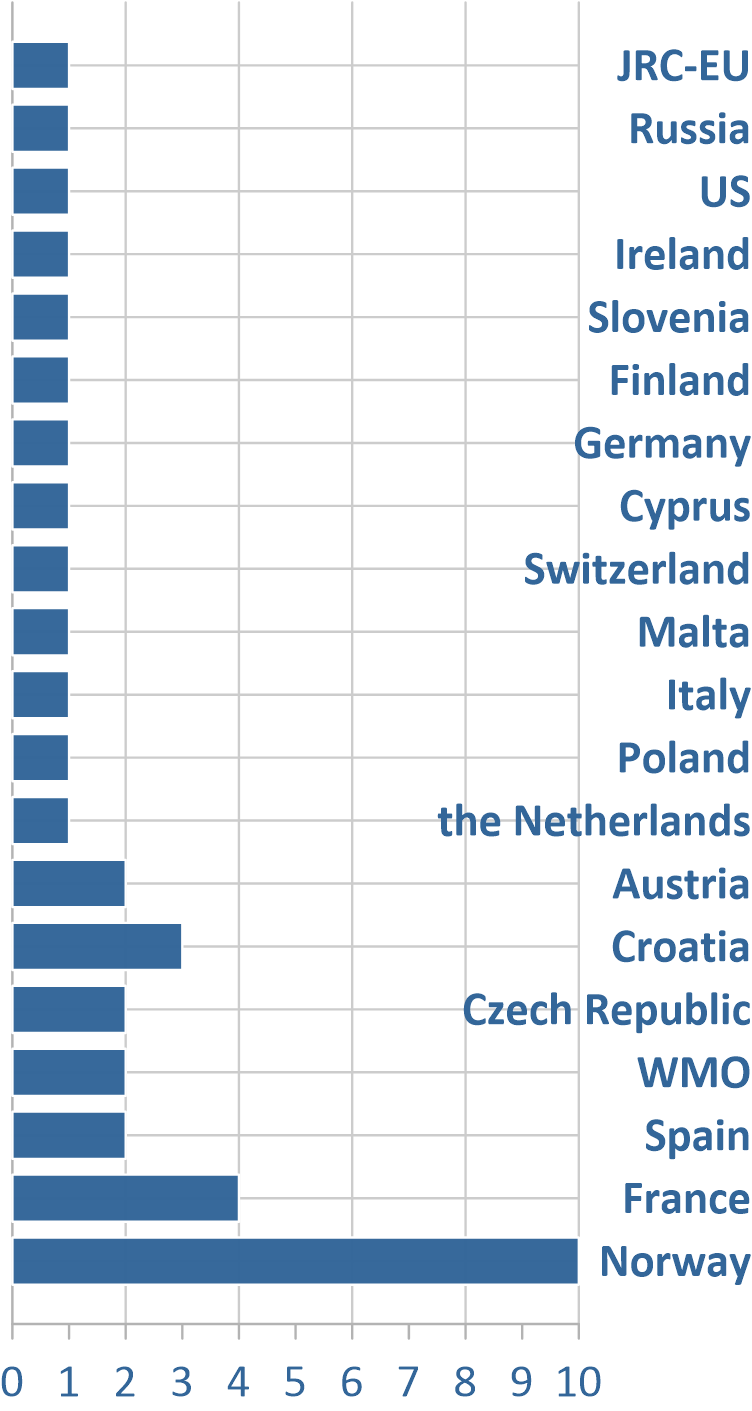 JRC-EU
Russia
US
Ireland
Slovenia
Finland
Germany
Cyprus
Switzerland
Malta
Italy
Poland
the Netherlands
Austria
Croatia
Czech Republic
WMO
Spain
France
Norway
0 1 2 3 4 5 6 7 8 9 10